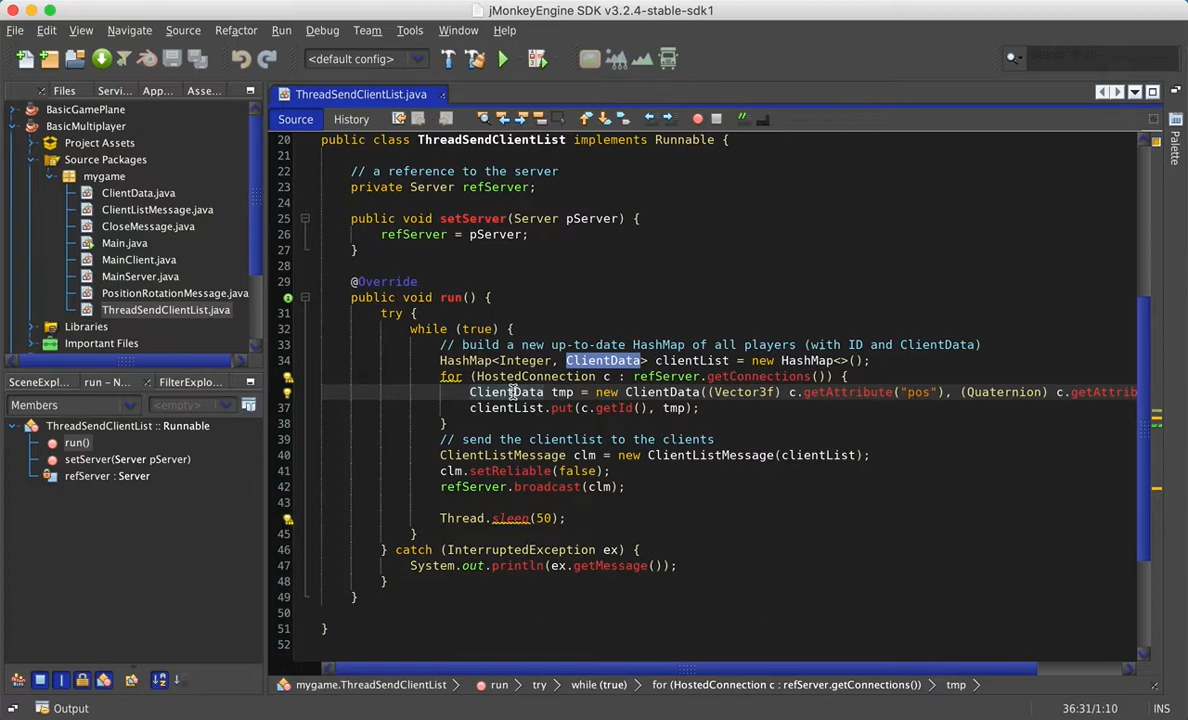 jMonkeyEngine SDK v3.2.4-stable-sdk1
File Edit View Navigate Source Refactor Run Debug Team Tools Window Help
<default config>
Files Servi... App... Asse...
BasicGamePlane
BasicMultiplayer
Project Assets
Source Packages
mygame
ClientData.java
ClientListMessage.java
CloseMessage.java
Main.java
MainClient.java
MainServer.java
PositionRotationMessage.java
ThreadSendClientList.java
Libraries
Important Files
SceneExpl... run – N... FilterExplo...
Members <empty>
ThreadSendClientList :: Runnable
run()
setServer(Server pServer)
refServer : Server
ThreadSendClientList.java
Source History
20 public class ThreadSendClientList implements Runnable {
21
22 // a reference to the server
23 private Server refServer;
24
25 public void setServer(Server pServer) {
26 refServer = pServer;
27 }
28
29 @Override
public void run() {
31 try {
32 while (true) {
33 // build a new up-to-date HashMap of all players (with ID and ClientData)
34 HashMap<Integer, ClientData> clientList = new HashMap<>();
for (HostedConnection c : refServer.getConnections()) {
ClientData tmp = new ClientData((Vector3f) c.getAttribute("pos"), (Quaternion) c.getAttrib
37 clientList.put(c.getId(), tmp);
38 }
39 // send the clientlist to the clients
40 ClientListMessage clm = new ClientListMessage(clientList);
41 clm.setReliable(false);
42 refServer.broadcast(clm);
43
Thread.sleep(50);
45 }
46 } catch (InterruptedException ex) {
47 System.out.println(ex.getMessage());
48 }
49 }
50
51 }
52
Palette
mygame.ThreadSendClientList run try while (true) for (HostedConnection c : refServer.getConnections()) tmp
Output
36:31/1:10 INS